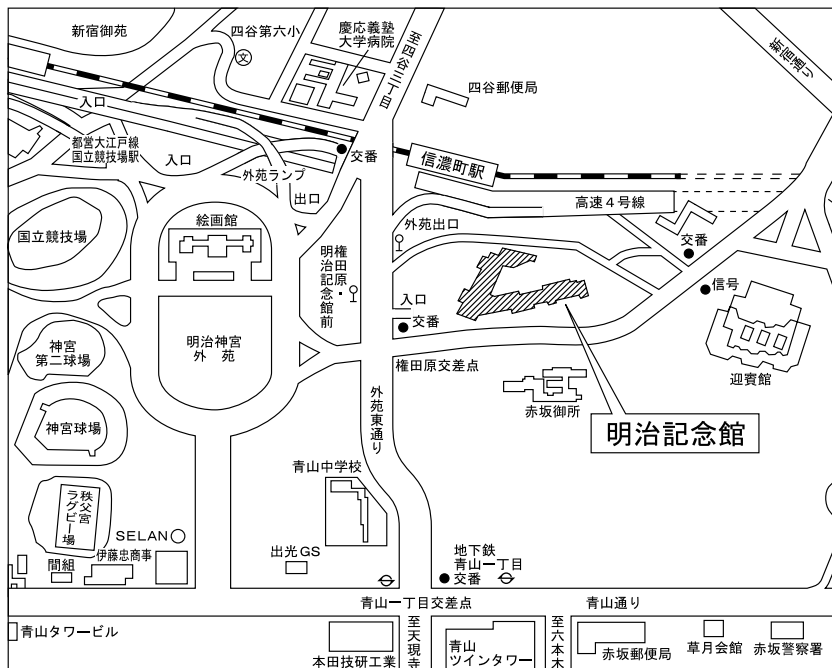 新宿御苑
四谷第六小
文
慶応義塾
大学病院
至四谷三丁目
新宿通り
四谷郵便局
入口
都営大江戸線
国立競技場駅
入口
外苑ランプ
交番
信濃町駅
出口
高速4号線
絵画館
国立競技場
外苑出口
交番
権田原・
明治記念館前
信号
入口
交番
神宮
第二球場
明治神宮
外苑
権田原交差点
迎賓館
赤坂御所
明治記念館
外苑東通り
神宮球場
青山中学校
秩父宮
ラグビー場
SELAN
伊藤忠商事
間組
出光GS
地下鉄
青山一丁目
交番
青山一丁目交差点
青山通り
青山タワービル
本田技研工業
至天現寺
青山
ツインタワー
至六本木
赤坂郵便局
草月会館
赤坂警察署